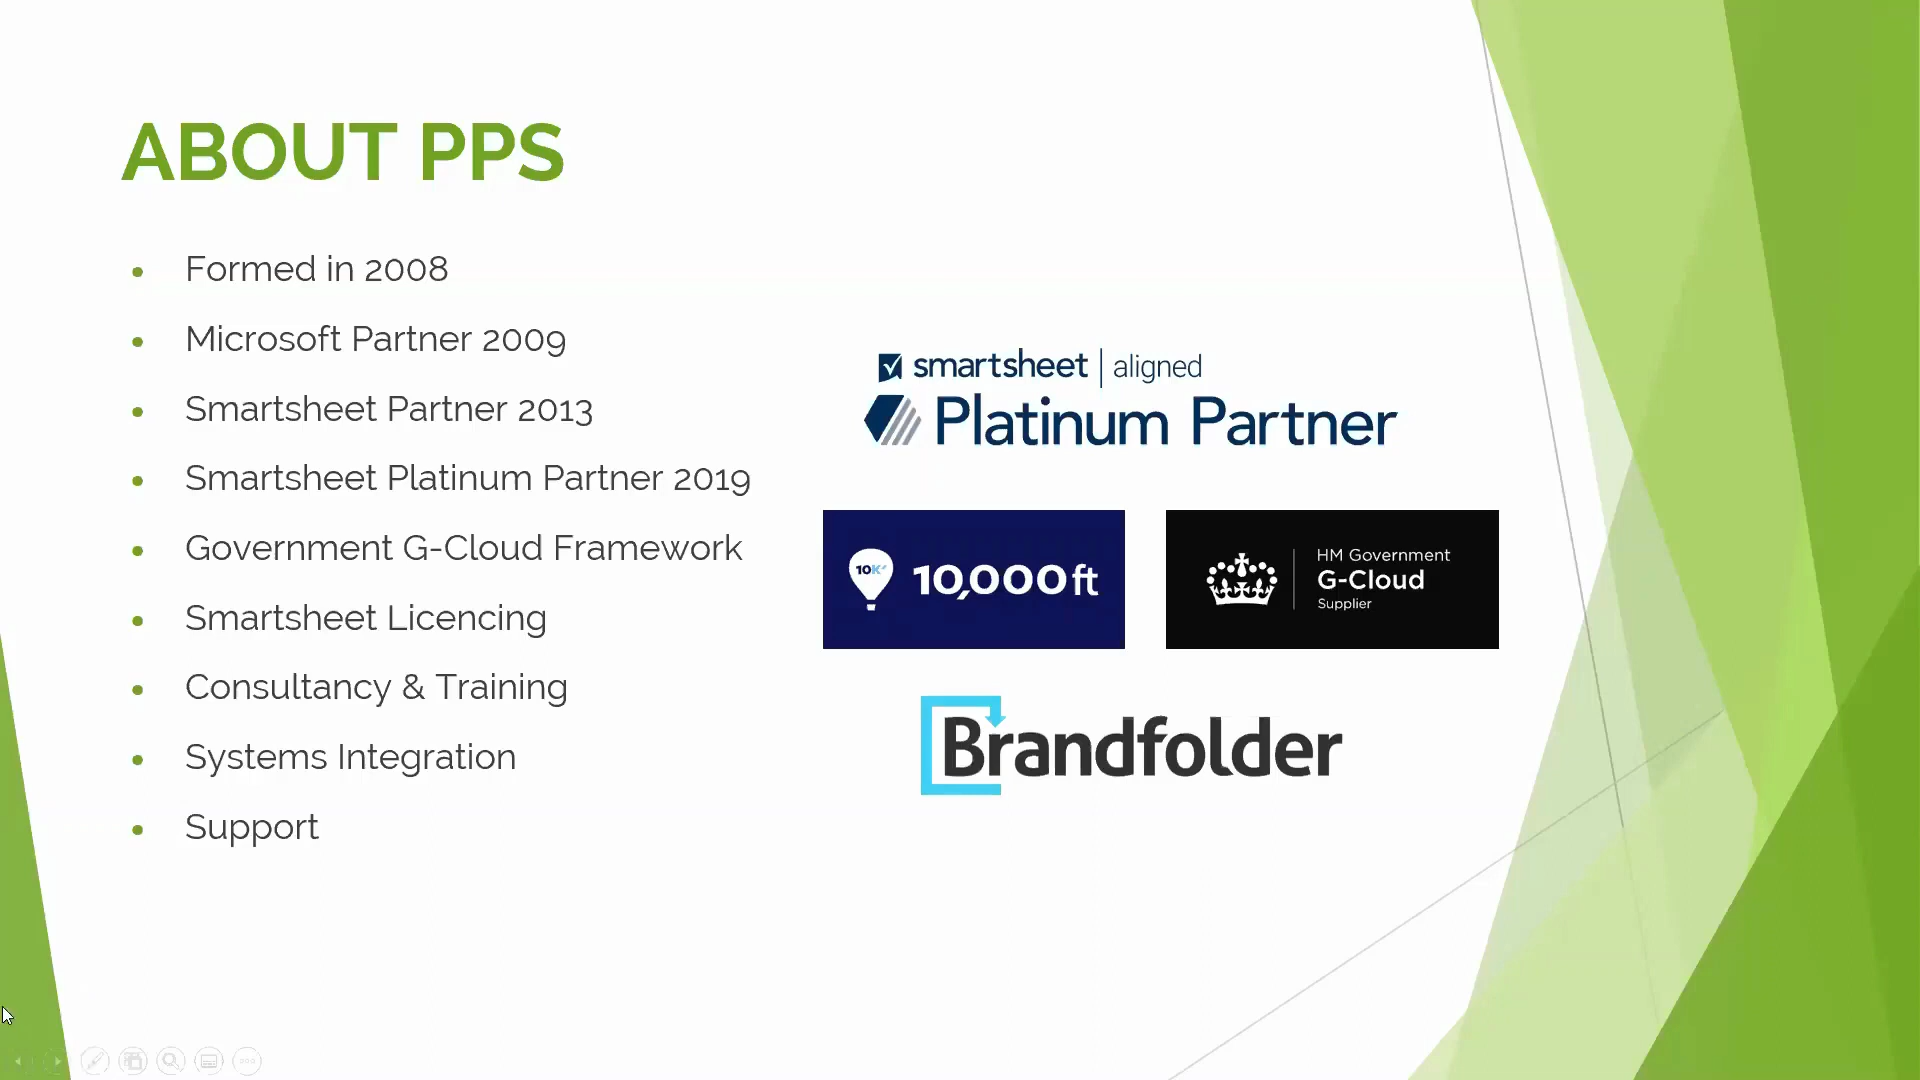 ABOUT PPS
Formed in 2008
Microsoft Partner 2009
Smartsheet Partner 2013
Smartsheet Platinum Partner 2019
Government G-Cloud Framework
Smartsheet Licencing
Consultancy & Training
Systems Integration
Support
smartsheet | aligned
Platinum Partner
10K' 10,000ft
HM Government
G-Cloud
Supplier
Brandfolder